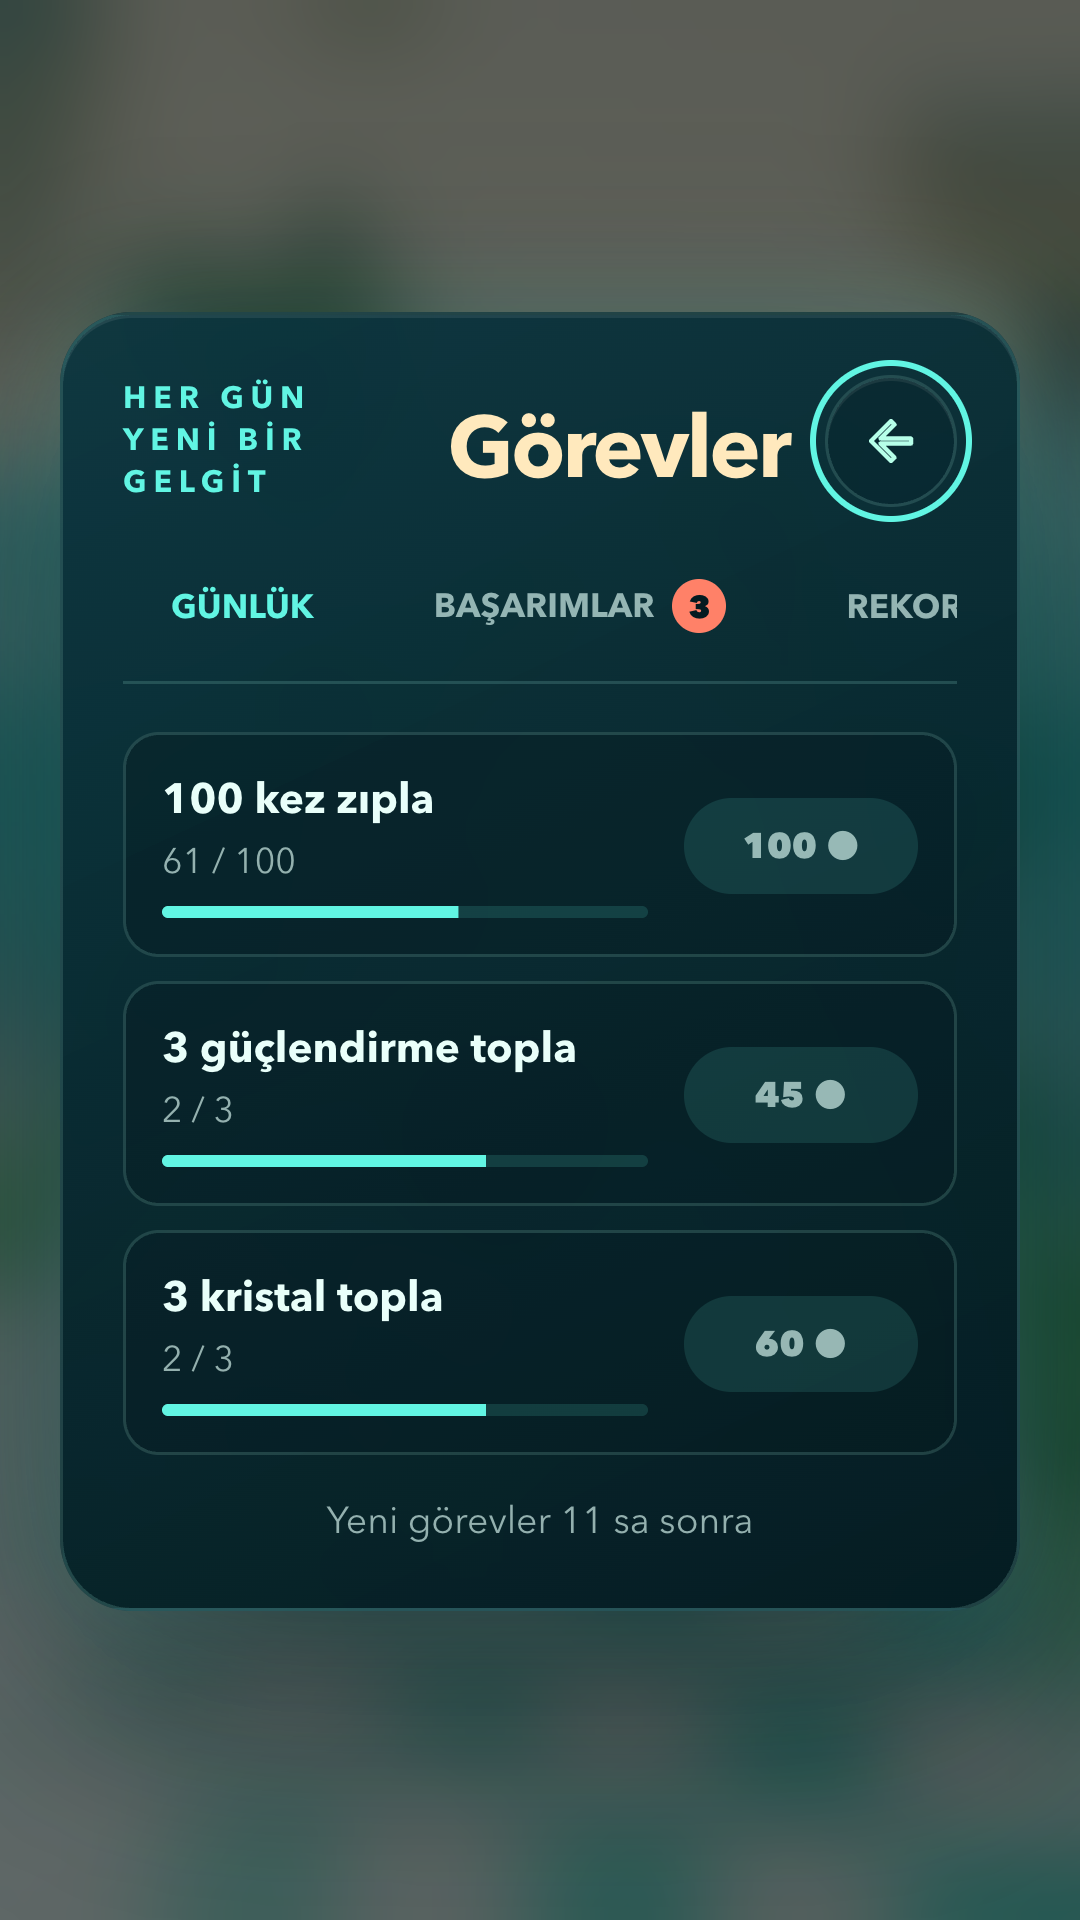 HER GÜN
YENİ BİR
GELGİT
Görevler
GÜNLÜK
BAŞARIMLAR 3
REKOR
100 kez zıpla
61 / 100
100
3 güçlendirme topla
2 / 3
45
3 kristal topla
2 / 3
60
Yeni görevler 11 sa sonra